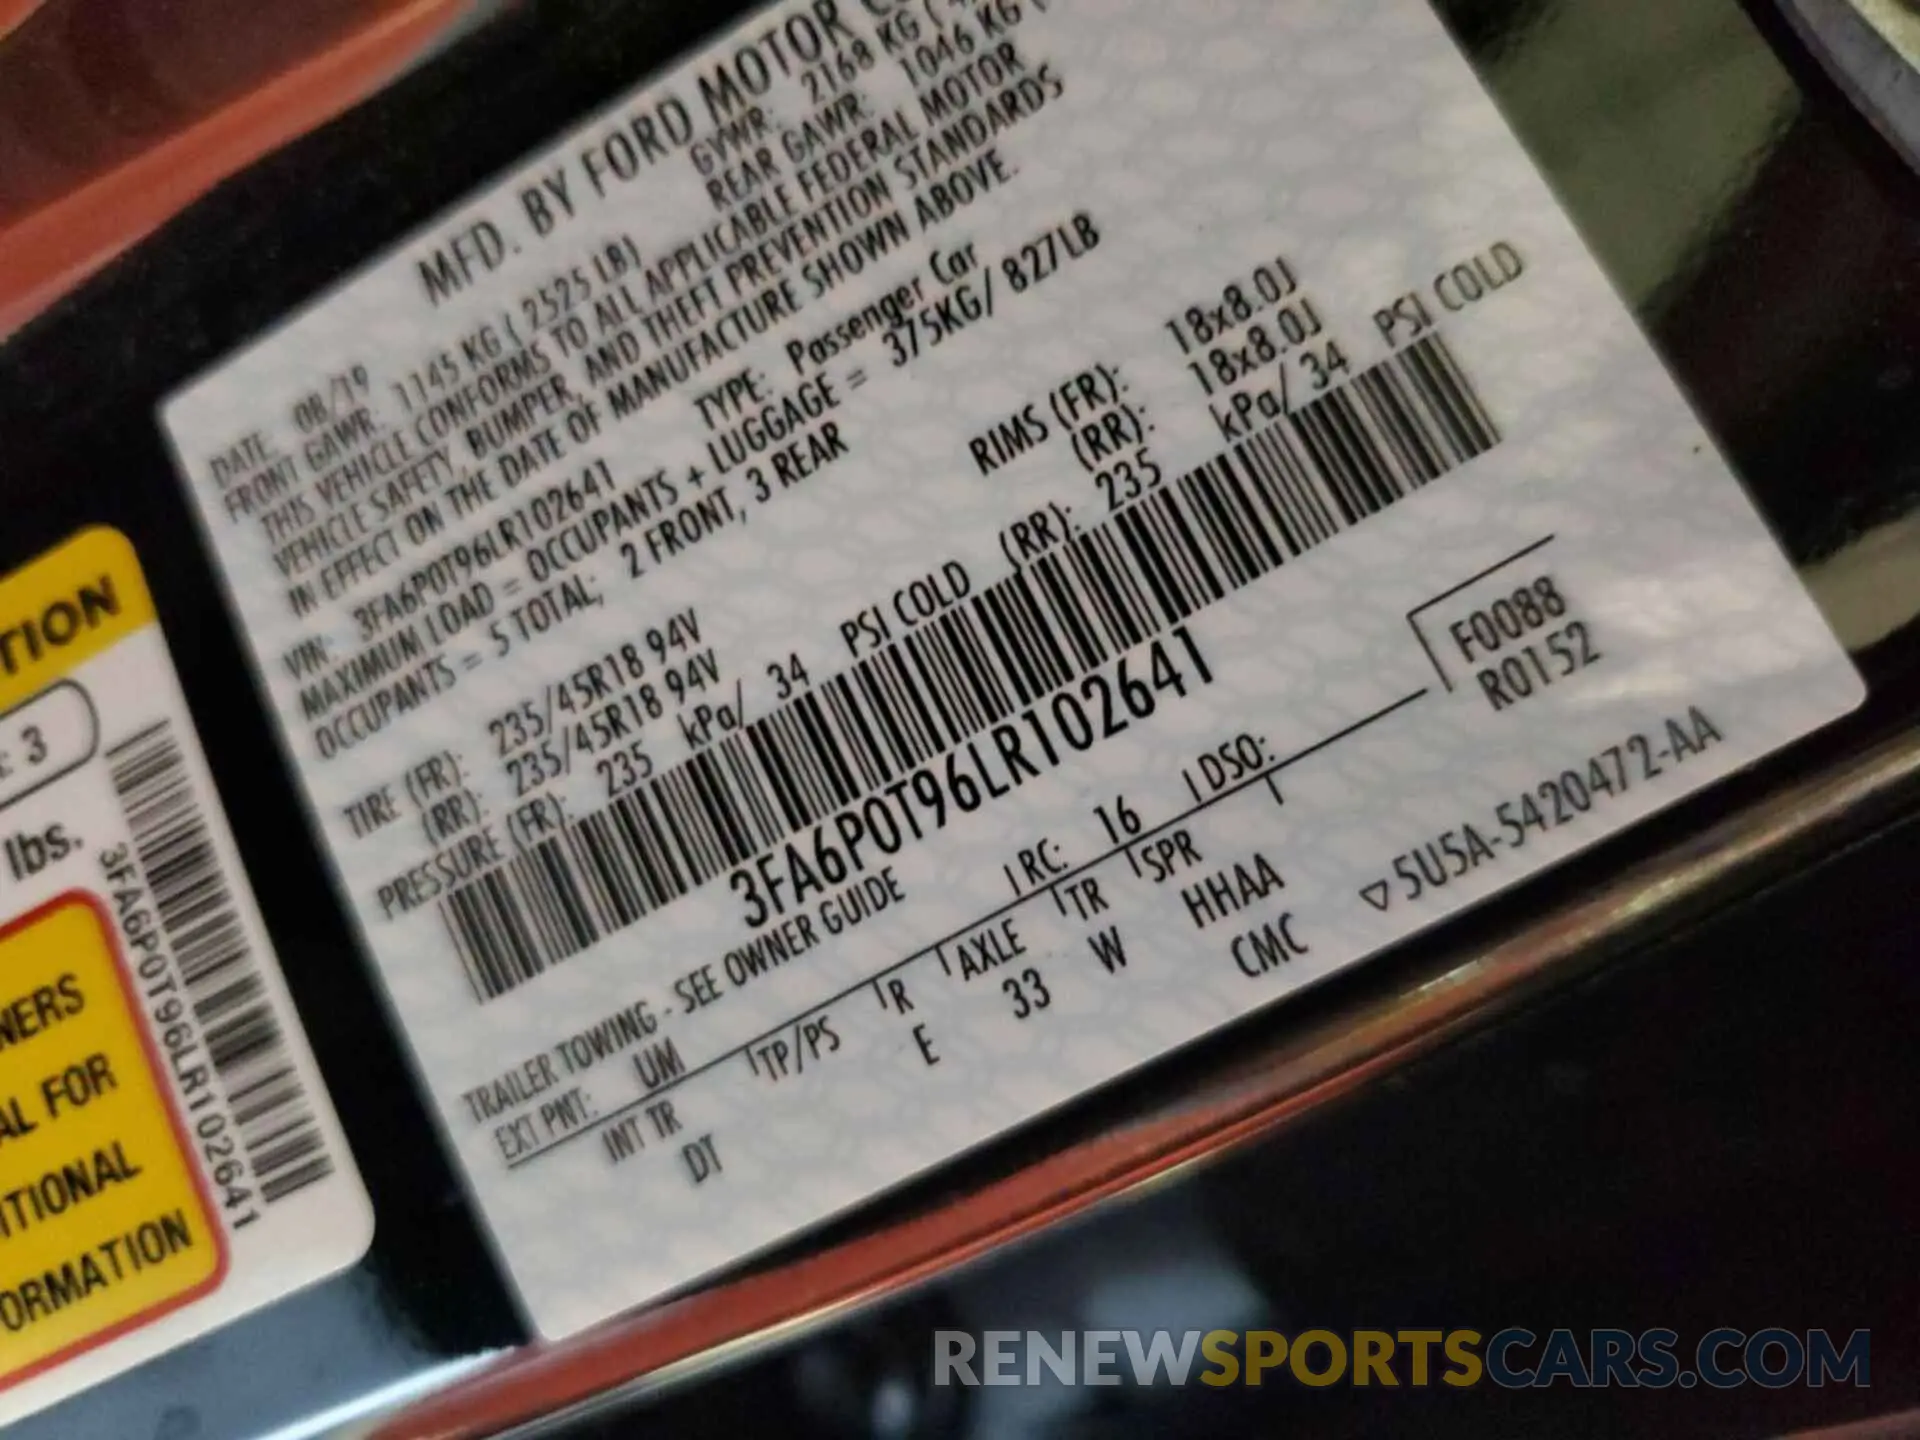 MFD. BY FORD MOTOR
DATE: 08/19 GVWR: 2168 KG
FRONT GAWR: 1145 KG ( 2525 LB) REAR GAWR: 1046 KG
THIS VEHICLE CONFORMS TO ALL APPLICABLE FEDERAL MOTOR
VEHICLE SAFETY, BUMPER, AND THEFT PREVENTION STANDARDS
IN EFFECT ON THE DATE OF MANUFACTURE SHOWN ABOVE.
VIN: 3FA6P0T96LR102641 TYPE: Passenger Car
MAXIMUM LOAD = OCCUPANTS + LUGGAGE = 375KG/ 827LB
OCCUPANTS = 5 TOTAL; 2 FRONT, 3 REAR
TIRE (FR): 235/45R18 94V RIMS (FR): 18x8.0J
(RR): 235/45R18 94V (RR): 18x8.0J
PRESSURE (FR): 235 kPa/ 34 PSI COLD (RR): 235 kPa/ 34 PSI COLD
3FA6P0T96LR102641
TRAILER TOWING - SEE OWNER GUIDE
F0088
R0152
EXT PNT: UM RC: 16 DSO:
INT TR TP/PS R AXLE TR SPR
DT E 33 W HHAA
CMC
▽5U5A-5420472-AA
TION
: 3
lbs.
3FA6P0T96LR102641
NERS
AL FOR
ITIONAL
ORMATION
RENEWSPORTSCARS.COM